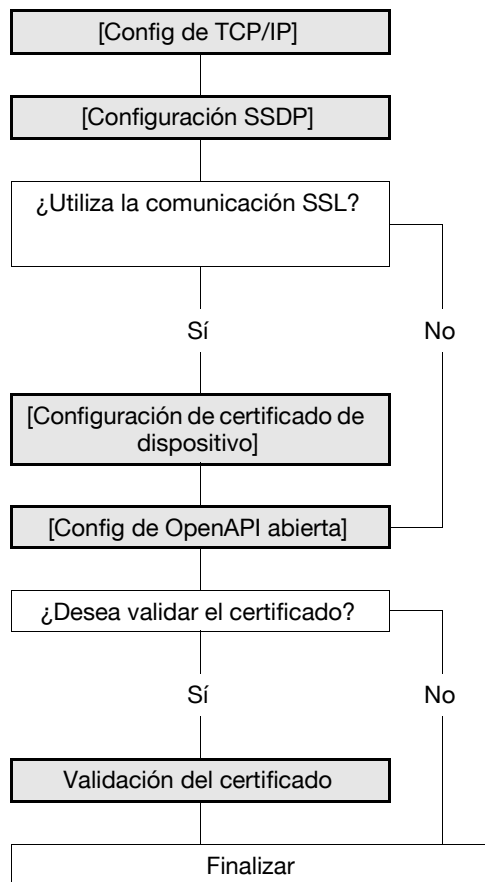 [Config de TCP/IP]
[Configuración SSDP]
¿Utiliza la comunicación SSL?
Sí
No
[Configuración de certificado de
dispositivo]
[Config de OpenAPI abierta]
¿Desea validar el certificado?
Sí
No
Validación del certificado
Finalizar